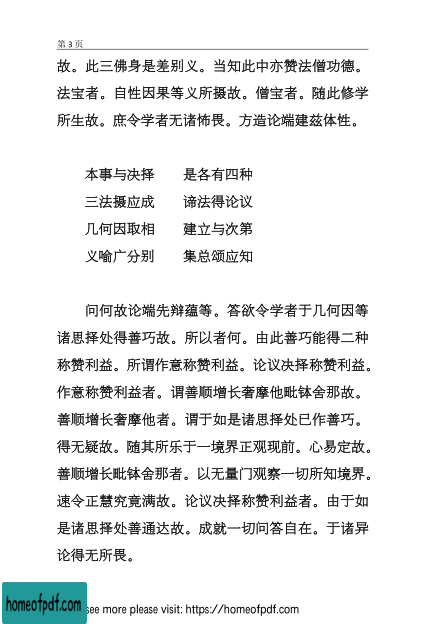 第 3 页
故。此三佛身是差别义。当知此中亦赞法僧功德。
法宝者。自性因果等义所摄故。僧宝者。随此修学
所生故。庶令学者无诸怖畏。方造论端建兹体性。
本事与决择 是各有四种
三法摄应成 谛法得论议
几何因取相 建立与次第
义喻广分别 集总颂应知
问何故论端先辩蕴等。答欲令学者于几何因等
诸思择处得善巧故。所以者何。由此善巧能得二种
称赞利益。所谓作意称赞利益。论议决择称赞利益。
作意称赞利益者。谓善顺增长奢摩他毗钵舍那故。
善顺增长奢摩他者。谓于如是诸思择处已作善巧。
得无疑故。随其所乐于一境界正观现前。心易定故。
善顺增长毗钵舍那者。以无量门观察一切所知境界。
速令正慧究竟满故。论议决择称赞利益者。由于如
是诸思择处善通达故。成就一切问答自在。于诸异
论得无所畏。
homeofpdf.com
see more please visit: https://homeofpdf.com